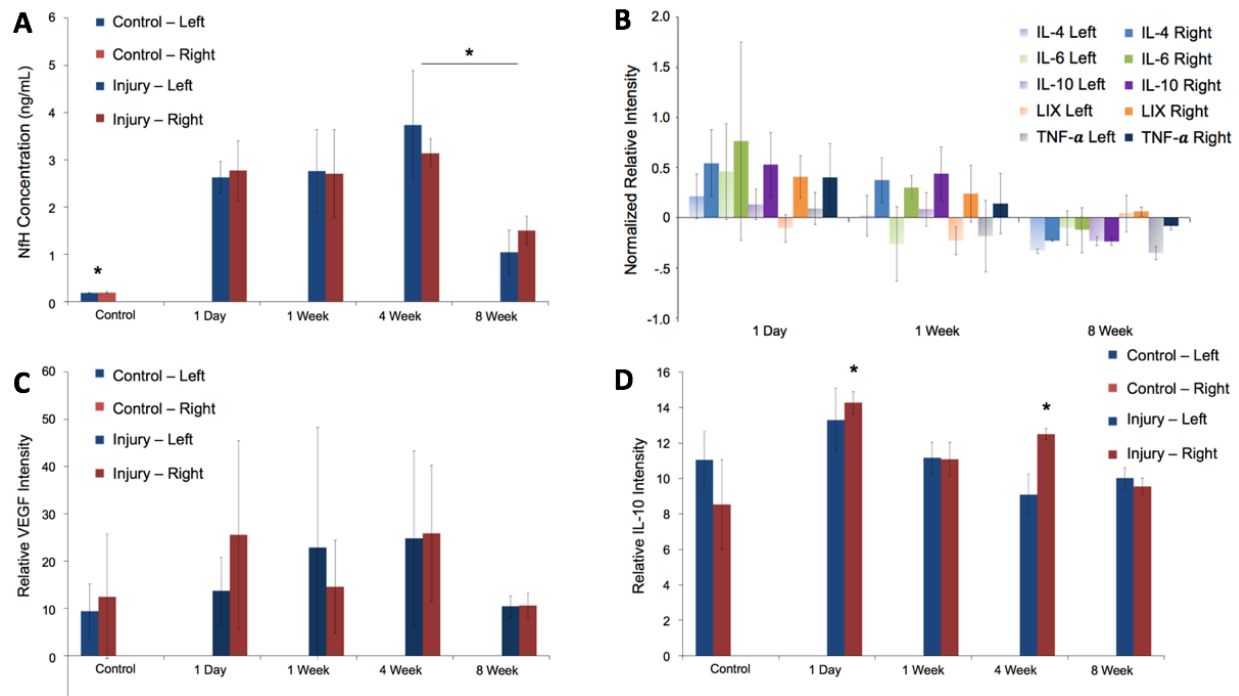 A
NfH Concentration (ng/mL)
6
5
4
3
2
1
0
Control – Left
Control – Right
Injury – Left
Injury – Right
*
*
Control
1 Day
1 Week
4 Week
8 Week
B
Normalized Relative Intensity
2.0
1.5
1.0
0.5
0
-.5
-1.0
IL-4 Left IL-4 Right
IL-6 Left IL-6 Right
IL-10 Left IL-10 Right
LIX Left LIX Right
TNF-α Left TNF-α Right
1 Day
1 Week
8 Week
C
Relative VEGF Intensity
60
50
40
30
20
10
0
Control – Left
Control – Right
Injury – Left
Injury – Right
Control
1 Day
1 Week
4 Week
8 Week
D
Relative IL-10 Intensity
16
14
12
10
8
6
4
2
0
Control – Left
Control – Right
Injury – Left
Injury – Right
*
*
Control
1 Day
1 Week
4 Week
8 Week